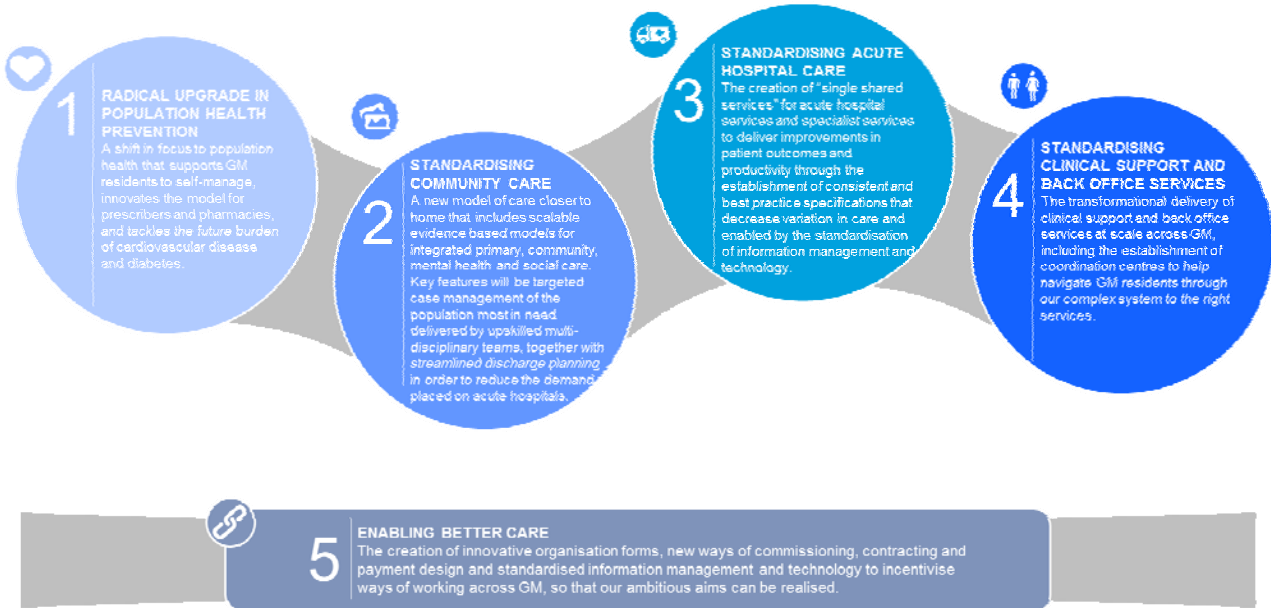 1
RADICAL UPGRADE IN
POPULATION HEALTH
PREVENTION
A shift in focus to population
health that supports GM
residents to self-manage,
innovates the model for
prescribers and pharmacies,
and tackles the future burden
of cardiovascular disease
and diabetes.
2
STANDARDISING
COMMUNITY CARE
A new model of care closer to
home that includes scalable
evidence based models for
integrated primary, community,
mental health and social care.
Key features will be targeted
case management of the
population most in need
delivered by upskilled multi-
disciplinary teams, together with
streamlined discharge planning
in order to reduce the demand
placed on acute hospitals.
3
STANDARDISING ACUTE
HOSPITAL CARE
The creation of "single shared
services" for acute hospital
services and specialist services
to deliver improvements in
patient outcomes and
productivity through the
establishment of consistent and
best practice specifications that
decrease variation in care and
enabled by the standardisation
of information management and
technology.
4
STANDARDISING
CLINICAL SUPPORT AND
BACK OFFICE SERVICES
The transformational delivery of
clinical support and back office
services at scale across GM,
including the establishment of
coordination centres to help
navigate GM residents through
our complex system to the right
services.
5
ENABLING BETTER CARE
The creation of innovative organisation forms, new ways of commissioning, contracting and
payment design and standardised information management and technology to incentivise
ways of working across GM, so that our ambitious aims can be realised.